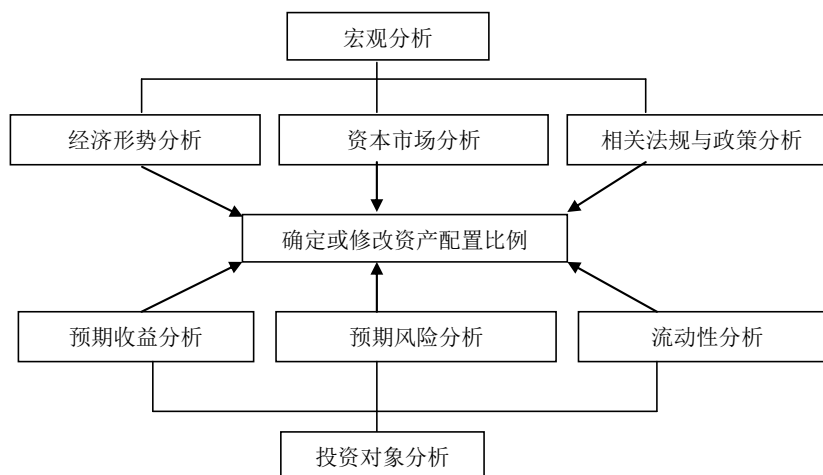 宏观分析
经济形势分析
资本市场分析
相关法规与政策分析
确定或修改资产配置比例
预期收益分析
预期风险分析
流动性分析
投资对象分析